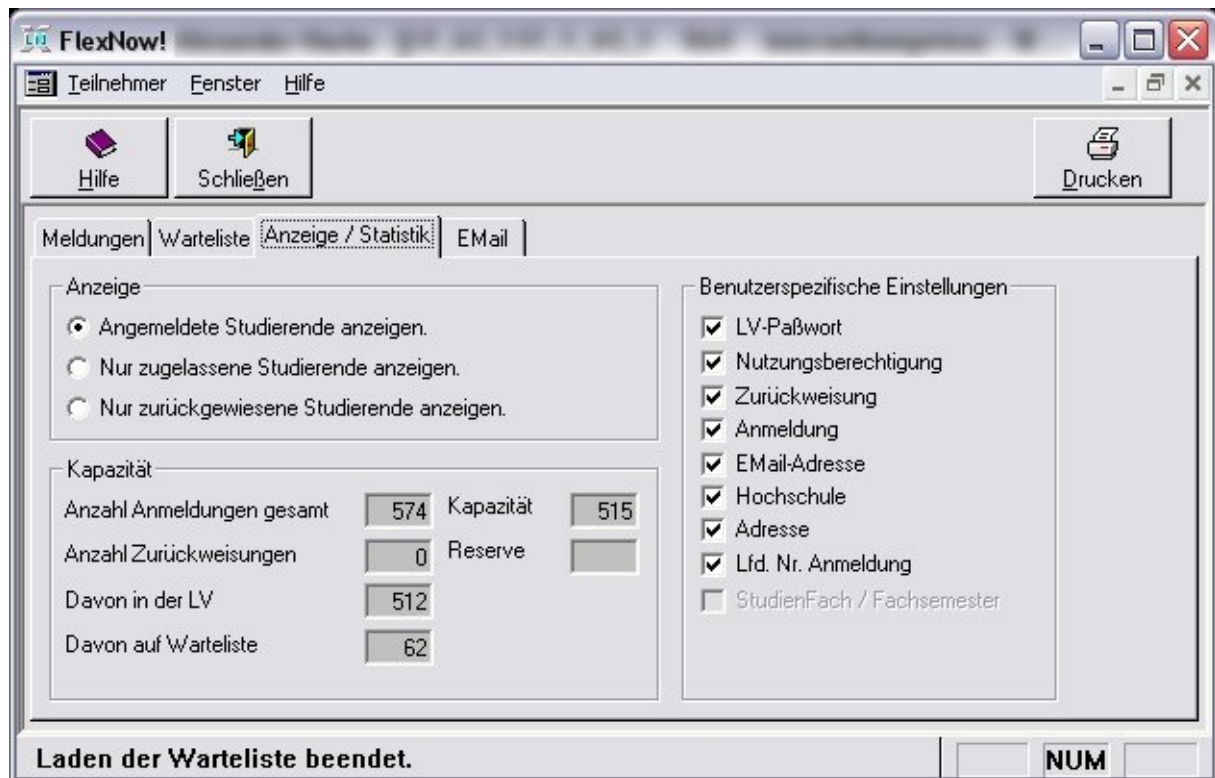 FlexNow!
Teilnehmer Fenster Hilfe
Hilfe Schließen Drucken
Meldungen Warteliste Anzeige / Statistik EMail
Anzeige
Angemeldete Studierende anzeigen.
Nur zugelassene Studierende anzeigen.
Nur zurückgewiesene Studierende anzeigen.
Kapazität
Anzahl Anmeldungen gesamt 574 Kapazität 515
Anzahl Zurückweisungen 0 Reserve
Davon in der LV 512
Davon auf Warteliste 62
Benutzerspezifische Einstellungen
LV-Paßwort
Nutzungsberechtigung
Zurückweisung
Anmeldung
EMail-Adresse
Hochschule
Adresse
Lfd. Nr. Anmeldung
StudienFach / Fachsemester
Laden der Warteliste beendet. NUM